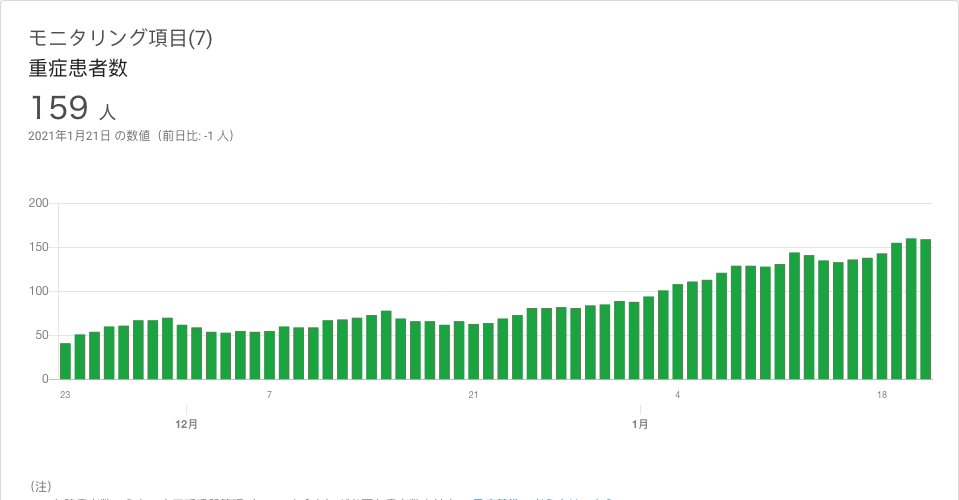 モニタリング項目(7)
重症患者数
159 人
2021年1月21日 の数値（前日比: -1 人）
200
150
100
50
0
23 7 21 4 18
12月 1月
（注）